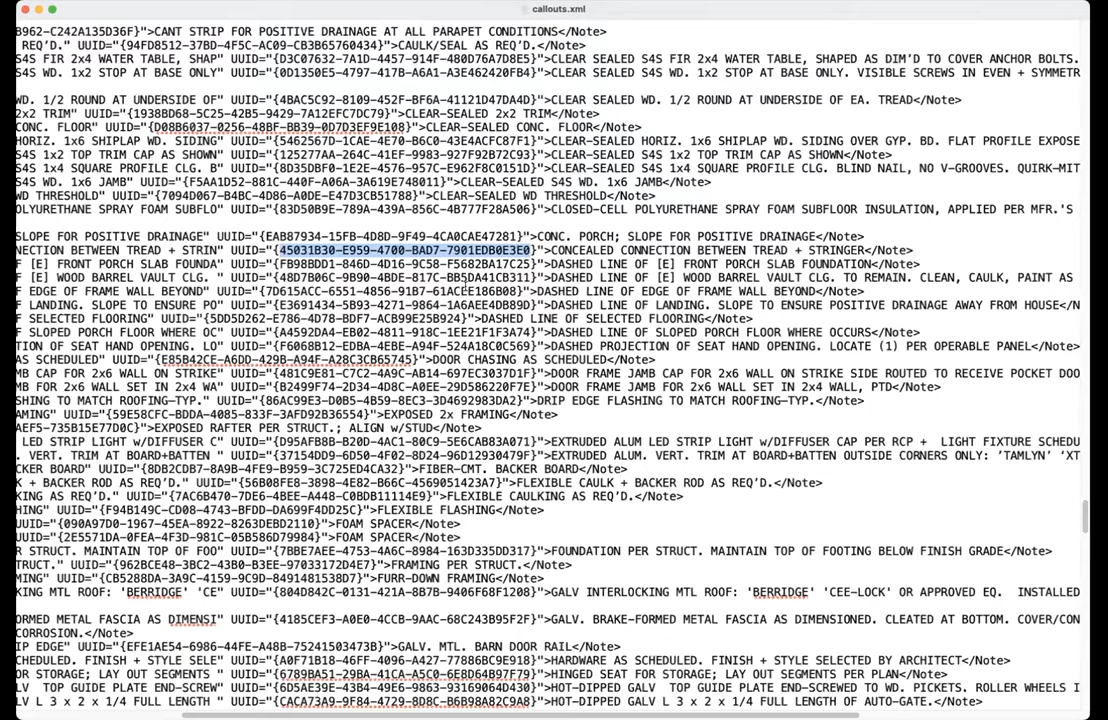 callouts.xml
B962-C242A135D36F}">CANT STRIP FOR POSITIVE DRAINAGE AT ALL PARAPET CONDITIONS</Note>
REQ'D." UUID="{94FD8512-37BD-4F5C-AC09-CB3B65760434}">CAULK/SEAL AS REQ'D.</Note>
S4S FIR 2x4 WATER TABLE, SHAP" UUID="{D3C07632-7A1D-4457-914F-480D76A7D8E5}">CLEAR SEALED S4S FIR 2x4 WATER TABLE, SHAPED AS DIM'D TO COVER ANCHOR BOLTS.
S4S WD. 1x2 STOP AT BASE ONLY" UUID="{0D1350E5-4797-417B-A6A1-A3E462420FB4}">CLEAR SEALED S4S WD. 1x2 STOP AT BASE ONLY. VISIBLE SCREWS IN EVEN + SYMMETR
WD. 1/2 ROUND AT UNDERSIDE OF" UUID="{4BAC5C92-8109-452F-BF6A-41121D47DA4D}">CLEAR SEALED WD. 1/2 ROUND AT UNDERSIDE OF EA. TREAD</Note>
2x2 TRIM" UUID="{1938BD68-5C25-42B5-9429-7A12EFC7DC79}">CLEAR-SEALED 2x2 TRIM</Note>
CONC. FLOOR" UUID="{D08B6037-0256-48BF-BB39-0D7D3EF9E108}">CLEAR-SEALED CONC. FLOOR</Note>
HORIZ. 1x6 SHIPLAP WD. SIDING" UUID="{5462567D-1CAE-4E70-B6C0-43E4ACFC87F1}">CLEAR-SEALED HORIZ. 1x6 SHIPLAP WD. SIDING OVER GYP. BD. FLAT PROFILE EXPOSE
S4S 1x2 TOP TRIM CAP AS SHOWN" UUID="{125277AA-264C-41EF-9983-927F92B72C93}">CLEAR-SEALED S4S 1x2 TOP TRIM CAP AS SHOWN</Note>
S4S 1x4 SQUARE PROFILE CLG. B" UUID="{8D35DBF0-1E2E-4576-957C-E962F8C0151D}">CLEAR-SEALED S4S 1x4 SQUARE PROFILE CLG. BLIND NAIL, NO V-GROOVES. QUIRK-MIT
S4S WD. 1x6 JAMB" UUID="{F5AA1D52-881C-440F-A06A-3A619E748011}">CLEAR-SEALED S4S WD. 1x6 JAMB</Note>
WD THRESHOLD" UUID="{7094D067-B4BC-4D86-A0DE-E47D3CB51788}">CLEAR-SEALED WD THRESHOLD</Note>
OLYURETHANE SPRAY FOAM SUBFLO" UUID="{83D50B9E-789A-439A-856C-4B777F28A506}">CLOSED-CELL POLYURETHANE SPRAY FOAM SUBFLOOR INSULATION, APPLIED PER MFR.'S
SLOPE FOR POSITIVE DRAINAGE" UUID="{EAB87934-15FB-4D8D-9F49-4CA0CAE47281}">CONC. PORCH; SLOPE FOR POSITIVE DRAINAGE</Note>
NECTION BETWEEN TREAD + STRIN" UUID="{45031B30-E959-4700-BAD7-7901EDB0E3E0}">CONCEALED CONNECTION BETWEEN TREAD + STRINGER</Note>
F [E] FRONT PORCH SLAB FOUNDA" UUID="{FB98BDD1-846D-4D16-9C58-F5682BA17C25}">DASHED LINE OF [E] FRONT PORCH SLAB FOUNDATION</Note>
F [E] WOOD BARREL VAULT CLG. " UUID="{48D7B06C-9B90-4BDE-817C-BB5DA41CB311}">DASHED LINE OF [E] WOOD BARREL VAULT CLG. TO REMAIN. CLEAN, CAULK, PAINT AS
F EDGE OF FRAME WALL BEYOND" UUID="{7D615ACC-6551-4856-91B7-61ACEE186B08}">DASHED LINE OF EDGE OF FRAME WALL BEYOND</Note>
F LANDING. SLOPE TO ENSURE PO" UUID="{E3691434-5B93-4271-9864-1A6AEE4DB89D}">DASHED LINE OF LANDING. SLOPE TO ENSURE POSITIVE DRAINAGE AWAY FROM HOUSE</N
F SELECTED FLOORING" UUID="{5DD5D262-E786-4D78-BDF7-ACB99E25B924}">DASHED LINE OF SELECTED FLOORING</Note>
F SLOPED PORCH FLOOR WHERE OC" UUID="{A4592DA4-EB02-4811-918C-1EE21F1F3A74}">DASHED LINE OF SLOPED PORCH FLOOR WHERE OCCURS</Note>
TION OF SEAT HAND OPENING. LO" UUID="{F6068B12-EDBA-4EBE-A94F-524A18C0C569}">DASHED PROJECTION OF SEAT HAND OPENING. LOCATE (1) PER OPERABLE PANEL</Note>
AS SCHEDULED" UUID="{E85B42CE-A6DD-429B-A94F-A28C3CB65745}">DOOR CHASING AS SCHEDULED</Note>
MB CAP FOR 2x6 WALL ON STRIKE" UUID="{481C9E81-C7C2-4A9C-AB14-697EC3037D1F}">DOOR FRAME JAMB CAP FOR 2x6 WALL ON STRIKE SIDE ROUTED TO RECEIVE POCKET DOO
MB FOR 2x6 WALL SET IN 2x4 WA" UUID="{B2499F74-2D34-4D8C-A0EE-29D586220F7E}">DOOR FRAME JAMB FOR 2x6 WALL SET IN 2x4 WALL, PTD</Note>
SHING TO MATCH ROOFING—TYP." UUID="{86AC99E3-D0B5-4B59-8EC3-3D4692983DA2}">DRIP EDGE FLASHING TO MATCH ROOFING—TYP.</Note>
AMING" UUID="{59E58CFC-BDDA-4085-833F-3AFD92B36554}">EXPOSED 2x FRAMING</Note>
AEF5-735B15E77D0C}">EXPOSED RAFTER PER STRUCT.; ALIGN w/STUD</Note>
LED STRIP LIGHT w/DIFFUSER C" UUID="{D95AFB8B-B20D-4AC1-80C9-5E6CAB83A071}">EXTRUDED ALUM LED STRIP LIGHT w/DIFFUSER CAP PER RCP +  LIGHT FIXTURE SCHEDU
. VERT. TRIM AT BOARD+BATTEN " UUID="{37154DD9-6D50-4F02-8D24-96D12930479F}">EXTRUDED ALUM. VERT. TRIM AT BOARD+BATTEN OUTSIDE CORNERS ONLY: 'TAMLYN' 'XT
CKER BOARD" UUID="{8DB2CDB7-8A9B-4FE9-B959-3C725ED4CA32}">FIBER-CMT. BACKER BOARD</Note>
K + BACKER ROD AS REQ'D." UUID="{56B08FE8-3898-4E82-B66C-4569051423A7}">FLEXIBLE CAULK + BACKER ROD AS REQ'D.</Note>
KING AS REQ'D." UUID="{7AC6B470-7DE6-4BEE-A448-C0BDB11114E9}">FLEXIBLE CAULKING AS REQ'D.</Note>
HING" UUID="{F94B149C-CD08-4743-BFDD-DA699F4DD25C}">FLEXIBLE FLASHING</Note>
UUID="{090A97D0-1967-45EA-8922-8263DEBD2110}">FOAM SPACER</Note>
UUID="{2E5571DA-0FEA-4F3D-981C-05B586D79984}">FOAM SPACER</Note>
R STRUCT. MAINTAIN TOP OF FOO" UUID="{7BBE7AEE-4753-4A6C-8984-163D335DD317}">FOUNDATION PER STRUCT. MAINTAIN TOP OF FOOTING BELOW FINISH GRADE</Note>
TRUCT." UUID="{962BCE48-3BC2-43B0-B3EE-97033172D4E7}">FRAMING PER STRUCT.</Note>
MING" UUID="{CB5288DA-3A9C-4159-9C9D-8491481538D7}">FURR-DOWN FRAMING</Note>
KING MTL ROOF: 'BERRIDGE' 'CE" UUID="{804D842C-0131-421A-8B7B-9406F68F1208}">GALV INTERLOCKING MTL ROOF: 'BERRIDGE' 'CEE-LOCK' OR APPROVED EQ.  INSTALLED
ORMED METAL FASCIA AS DIMENSI" UUID="{4185CEF3-A0E0-4CCB-9AAC-68C243B95F2F}">GALV. BRAKE-FORMED METAL FASCIA AS DIMENSIONED. CLEATED AT BOTTOM. COVER/CON
CORROSION.</Note>
IP EDGE" UUID="{EFE1AE54-6986-44FE-A48B-75241503473B}">GALV. MTL. BARN DOOR RAIL</Note>
CHEDULED. FINISH + STYLE SELE" UUID="{A0F71B18-46FF-4096-A427-77886BC9E918}">HARDWARE AS SCHEDULED. FINISH + STYLE SELECTED BY ARCHITECT</Note>
OR STORAGE; LAY OUT SEGMENTS " UUID="{6789BA51-29BA-41CA-A5C0-6E8D64B97F79}">HINGED SEAT FOR STORAGE; LAY OUT SEGMENTS PER PLAN</Note>
LV  TOP GUIDE PLATE END-SCREW" UUID="{6D5AE39E-43B4-49E6-9863-93169064D430}">HOT-DIPPED GALV  TOP GUIDE PLATE END-SCREWED TO WD. PICKETS. ROLLER WHEELS I
LV L 3 x 2 x 1/4 FULL LENGTH " UUID="{CACA73A9-9F84-4729-8D8C-B6B98A82C9A8}">HOT-DIPPED GALV L 3 x 2 x 1/4 FULL LENGTH OF AUTO-GATE.</Note>